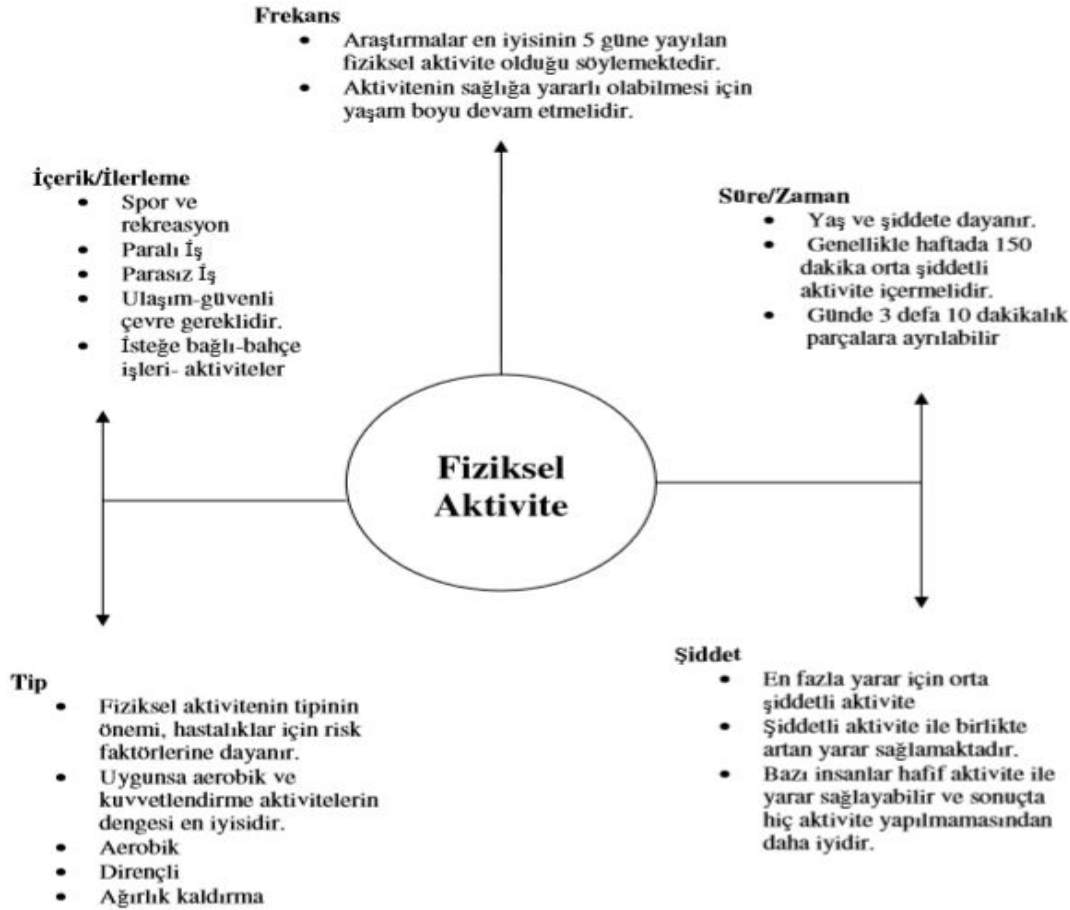 Frekans
• Araştırmalar en iyisinin 5 güne yayılan
fiziksel aktivite olduğu söylemektedir.
• Aktivitenin sağlığa yararlı olabilmesi için
yaşam boyu devam etmelidir.
İçerik/İlerleme
• Spor ve
rekreasyon
• Paralı İş
• Parasız İş
• Ulaşım-güvenli
çevre gereklidir.
• İsteğe bağlı-bahçe
işleri- aktiviteler
Süre/Zaman
• Yaş ve şiddete dayanır.
• Genellikle haftada 150
dakika orta şiddetli
aktivite içermelidir.
• Günde 3 defa 10 dakikalık
parçalara ayrılabilir
Fiziksel
Aktivite
Tip
• Fiziksel aktivitenin tipinin
önemi, hastalıklar için risk
faktörlerine dayanır.
• Uygunsa aerobik ve
kuvvetlendirme aktivitelerin
dengesi en iyisidir.
• Aerobik
• Dirençli
• Ağırlık kaldırma
Şiddet
• En fazla yarar için orta
şiddetli aktivite
• Şiddetli aktivite ile birlikte
artan yarar sağlamaktadır.
• Bazı insanlar hafif aktivite ile
yarar sağlayabilir ve sonuçta
hiç aktivite yapılmamasından
daha iyidir.